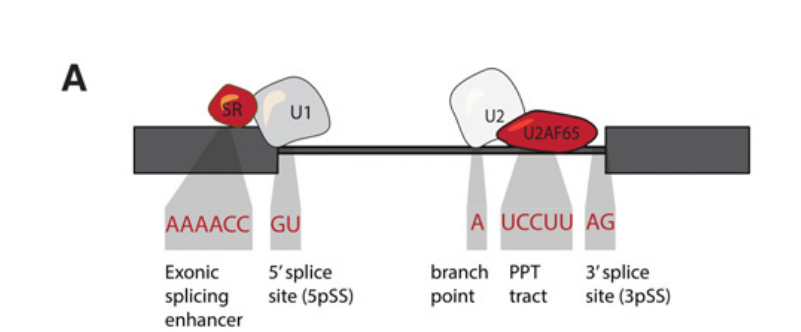 A
SR
U1
U2
U2AF65
AAAACC GU A UCCUU AG
Exonic
splicing
enhancer
5' splice
site (5pSS)
branch
point
PPT
tract
3' splice
site (3pSS)